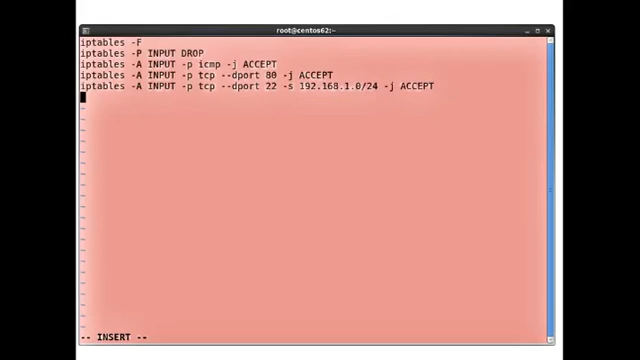 root@centos62:~
iptables -F
iptables -P INPUT DROP
iptables -A INPUT -p icmp -j ACCEPT
iptables -A INPUT -p tcp --dport 80 -j ACCEPT
iptables -A INPUT -p tcp --dport 22 -s 192.168.1.0/24 -j ACCEPT
-- INSERT --